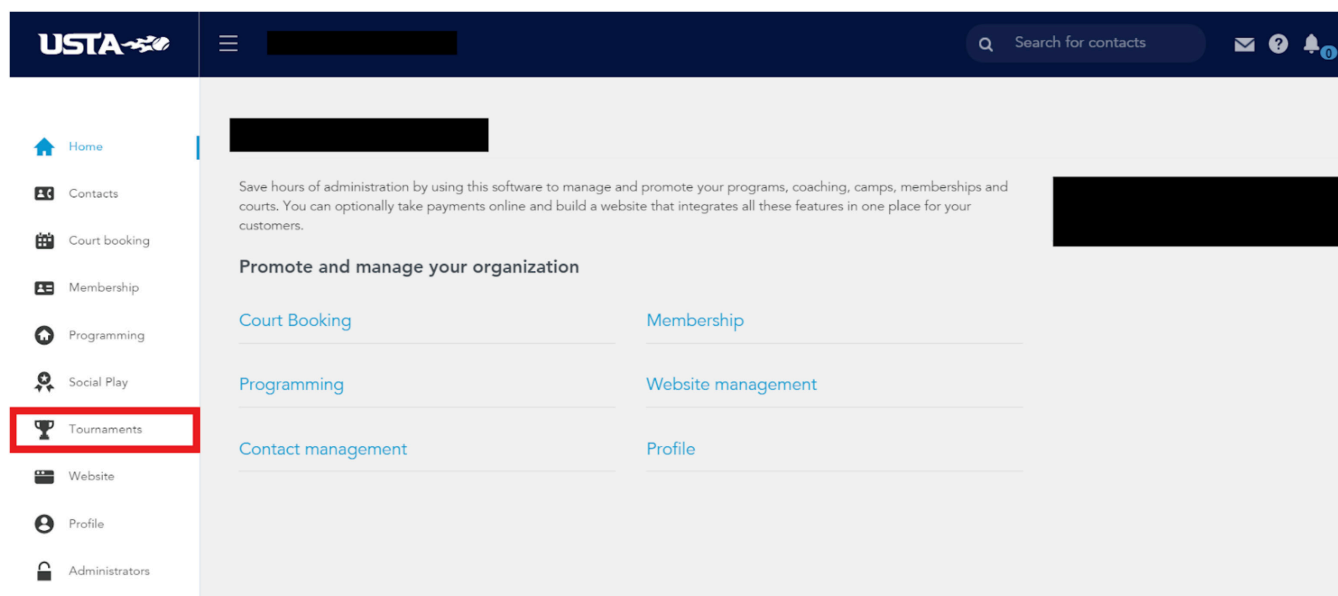 USTA
Search for contacts
0
Home
Contacts
Court booking
Membership
Programming
Social Play
Tournaments
Website
Profile
Administrators
Save hours of administration by using this software to manage and promote your programs, coaching, camps, memberships and
courts. You can optionally take payments online and build a website that integrates all these features in one place for your
customers.
Promote and manage your organization
Court Booking
Membership
Programming
Website management
Contact management
Profile